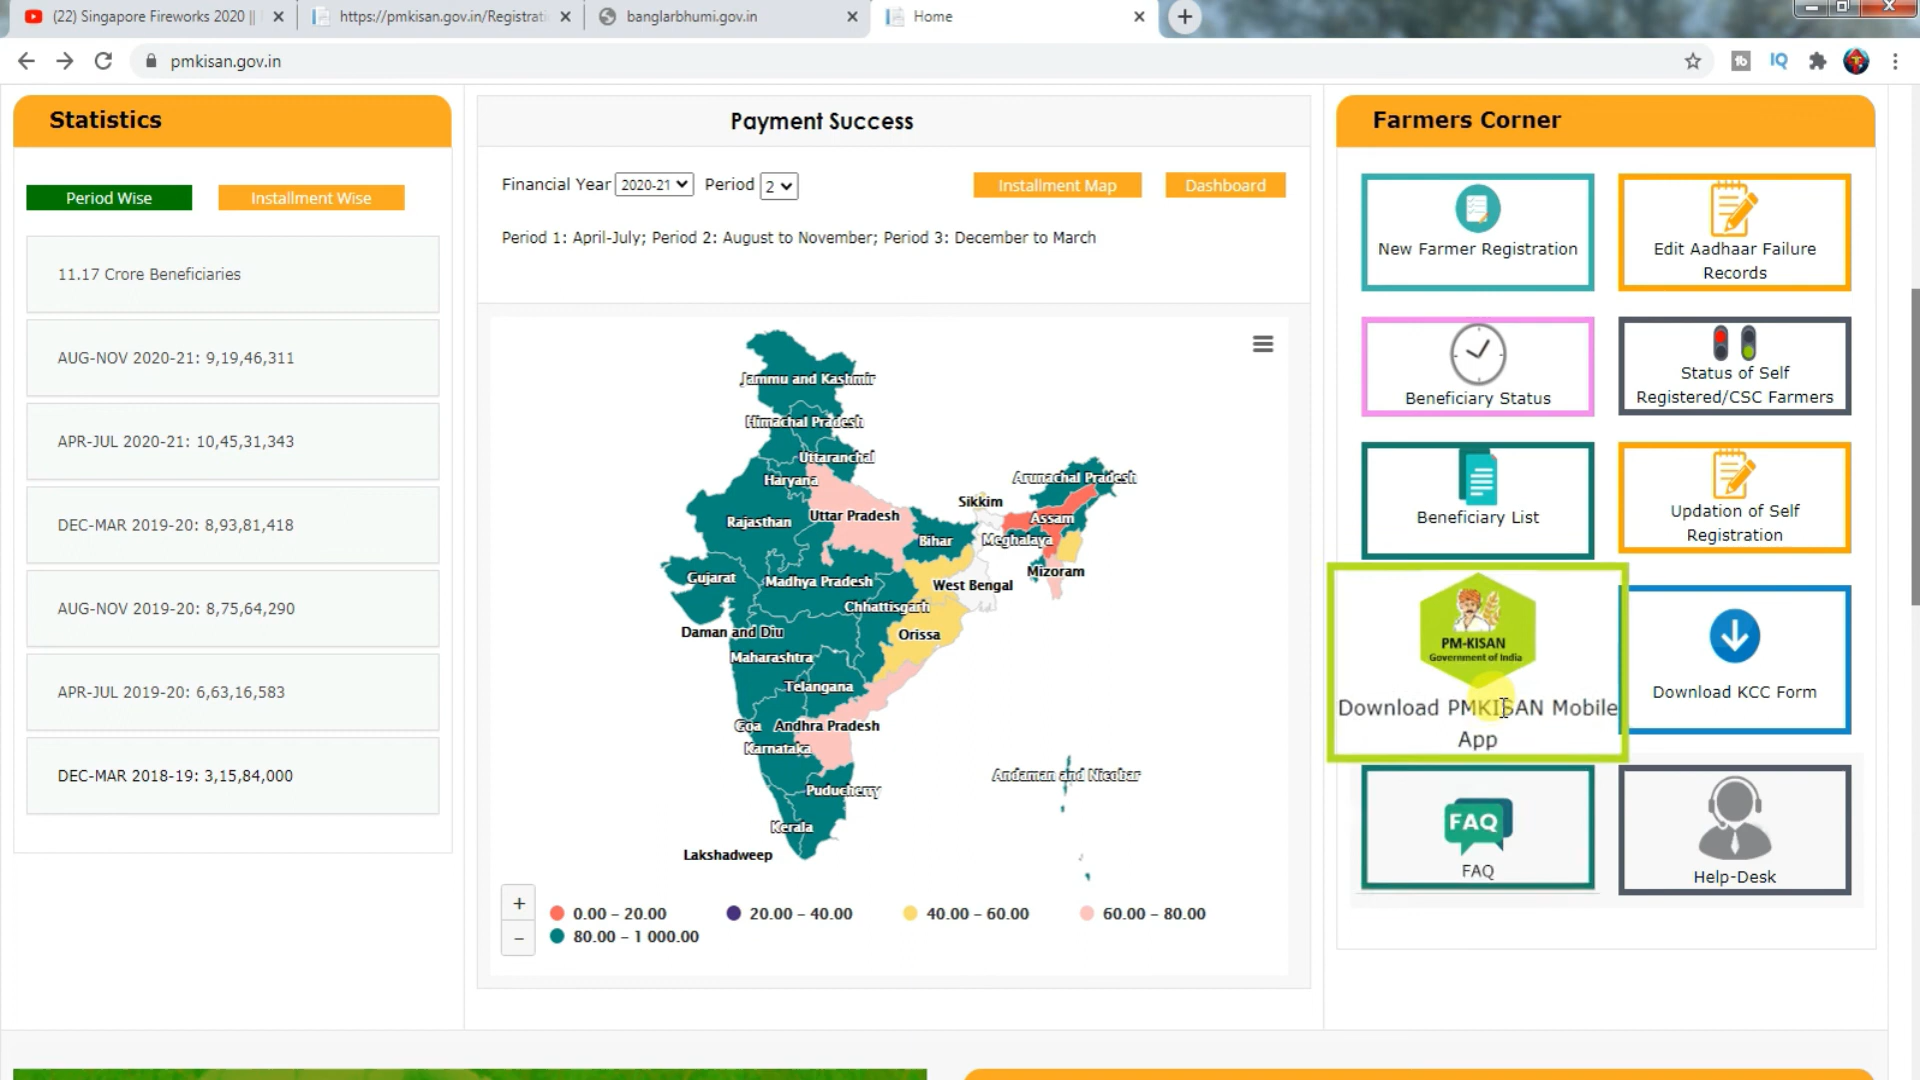 (22) Singapore Fireworks 2020 ||
https://pmkisan.gov.in/Registrati
banglarbhumi.gov.in
Home
pmkisan.gov.in
Statistics
Period Wise
Installment Wise
11.17 Crore Beneficiaries
AUG-NOV 2020-21: 9,19,46,311
APR-JUL 2020-21: 10,45,31,343
DEC-MAR 2019-20: 8,93,81,418
AUG-NOV 2019-20: 8,75,64,290
APR-JUL 2019-20: 6,63,16,583
DEC-MAR 2018-19: 3,15,84,000
Payment Success
Financial Year 2020-21 Period 2
Installment Map
Dashboard
Period 1: April-July; Period 2: August to November; Period 3: December to March
Jammu and Kashmir
Himachal Pradesh
Uttaranchal
Haryana
Arunachal Pradesh
Sikkim
Uttar Pradesh
Rajasthan
Assam
Bihar
Meghalaya
Mizoram
Gujarat
Madhya Pradesh
West Bengal
Chhattisgarh
Daman and Diu
Orissa
Maharashtra
Telangana
Goa
Andhra Pradesh
Karnataka
Andaman and Nicobar
Puducherry
Kerala
Lakshadweep
+
−
0.00 – 20.00
20.00 – 40.00
40.00 – 60.00
60.00 – 80.00
80.00 – 1 000.00
Farmers Corner
New Farmer Registration
Edit Aadhaar Failure
Records
Beneficiary Status
Status of Self
Registered/CSC Farmers
Beneficiary List
Updation of Self
Registration
PM-KISAN
Government of India
Download PMKISAN Mobile
App
Download KCC Form
FAQ
FAQ
Help-Desk
IQ
tb